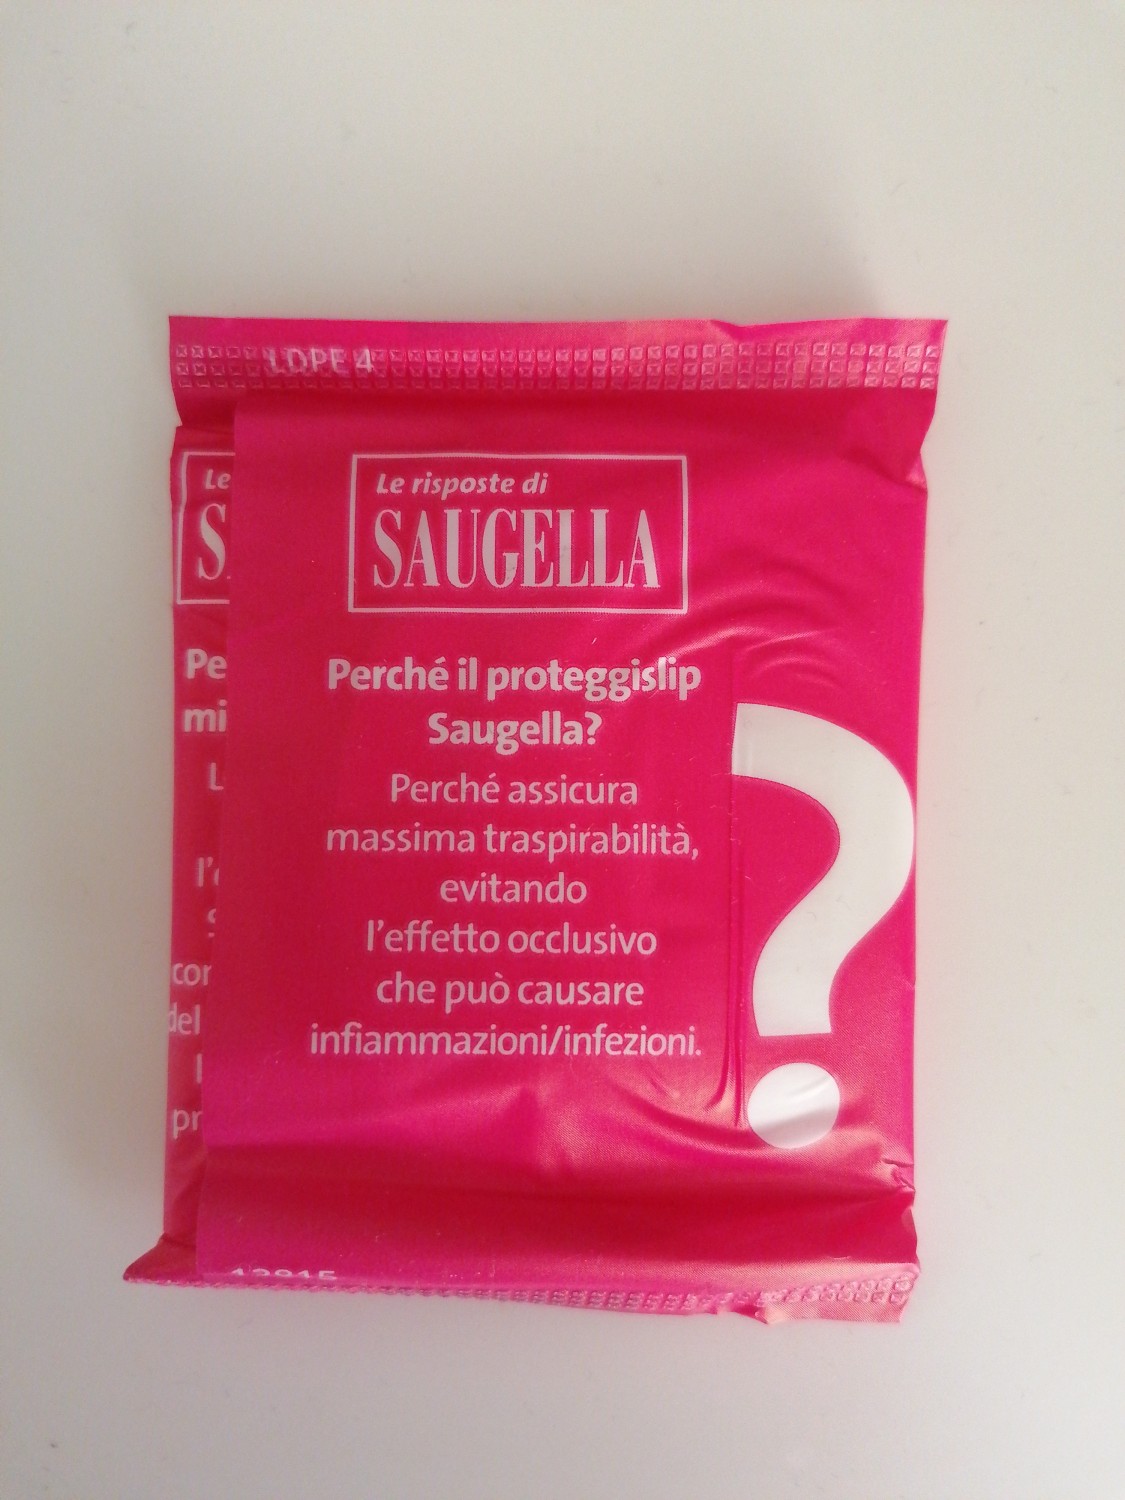 LDPE 4
Le risposte di
SAUGELLA
Perché il proteggislip
Saugella?
Perché assicura
massima traspirabilità,
evitando
l'effetto occlusivo
che può causare
infiammazioni/infezioni.
?
Le